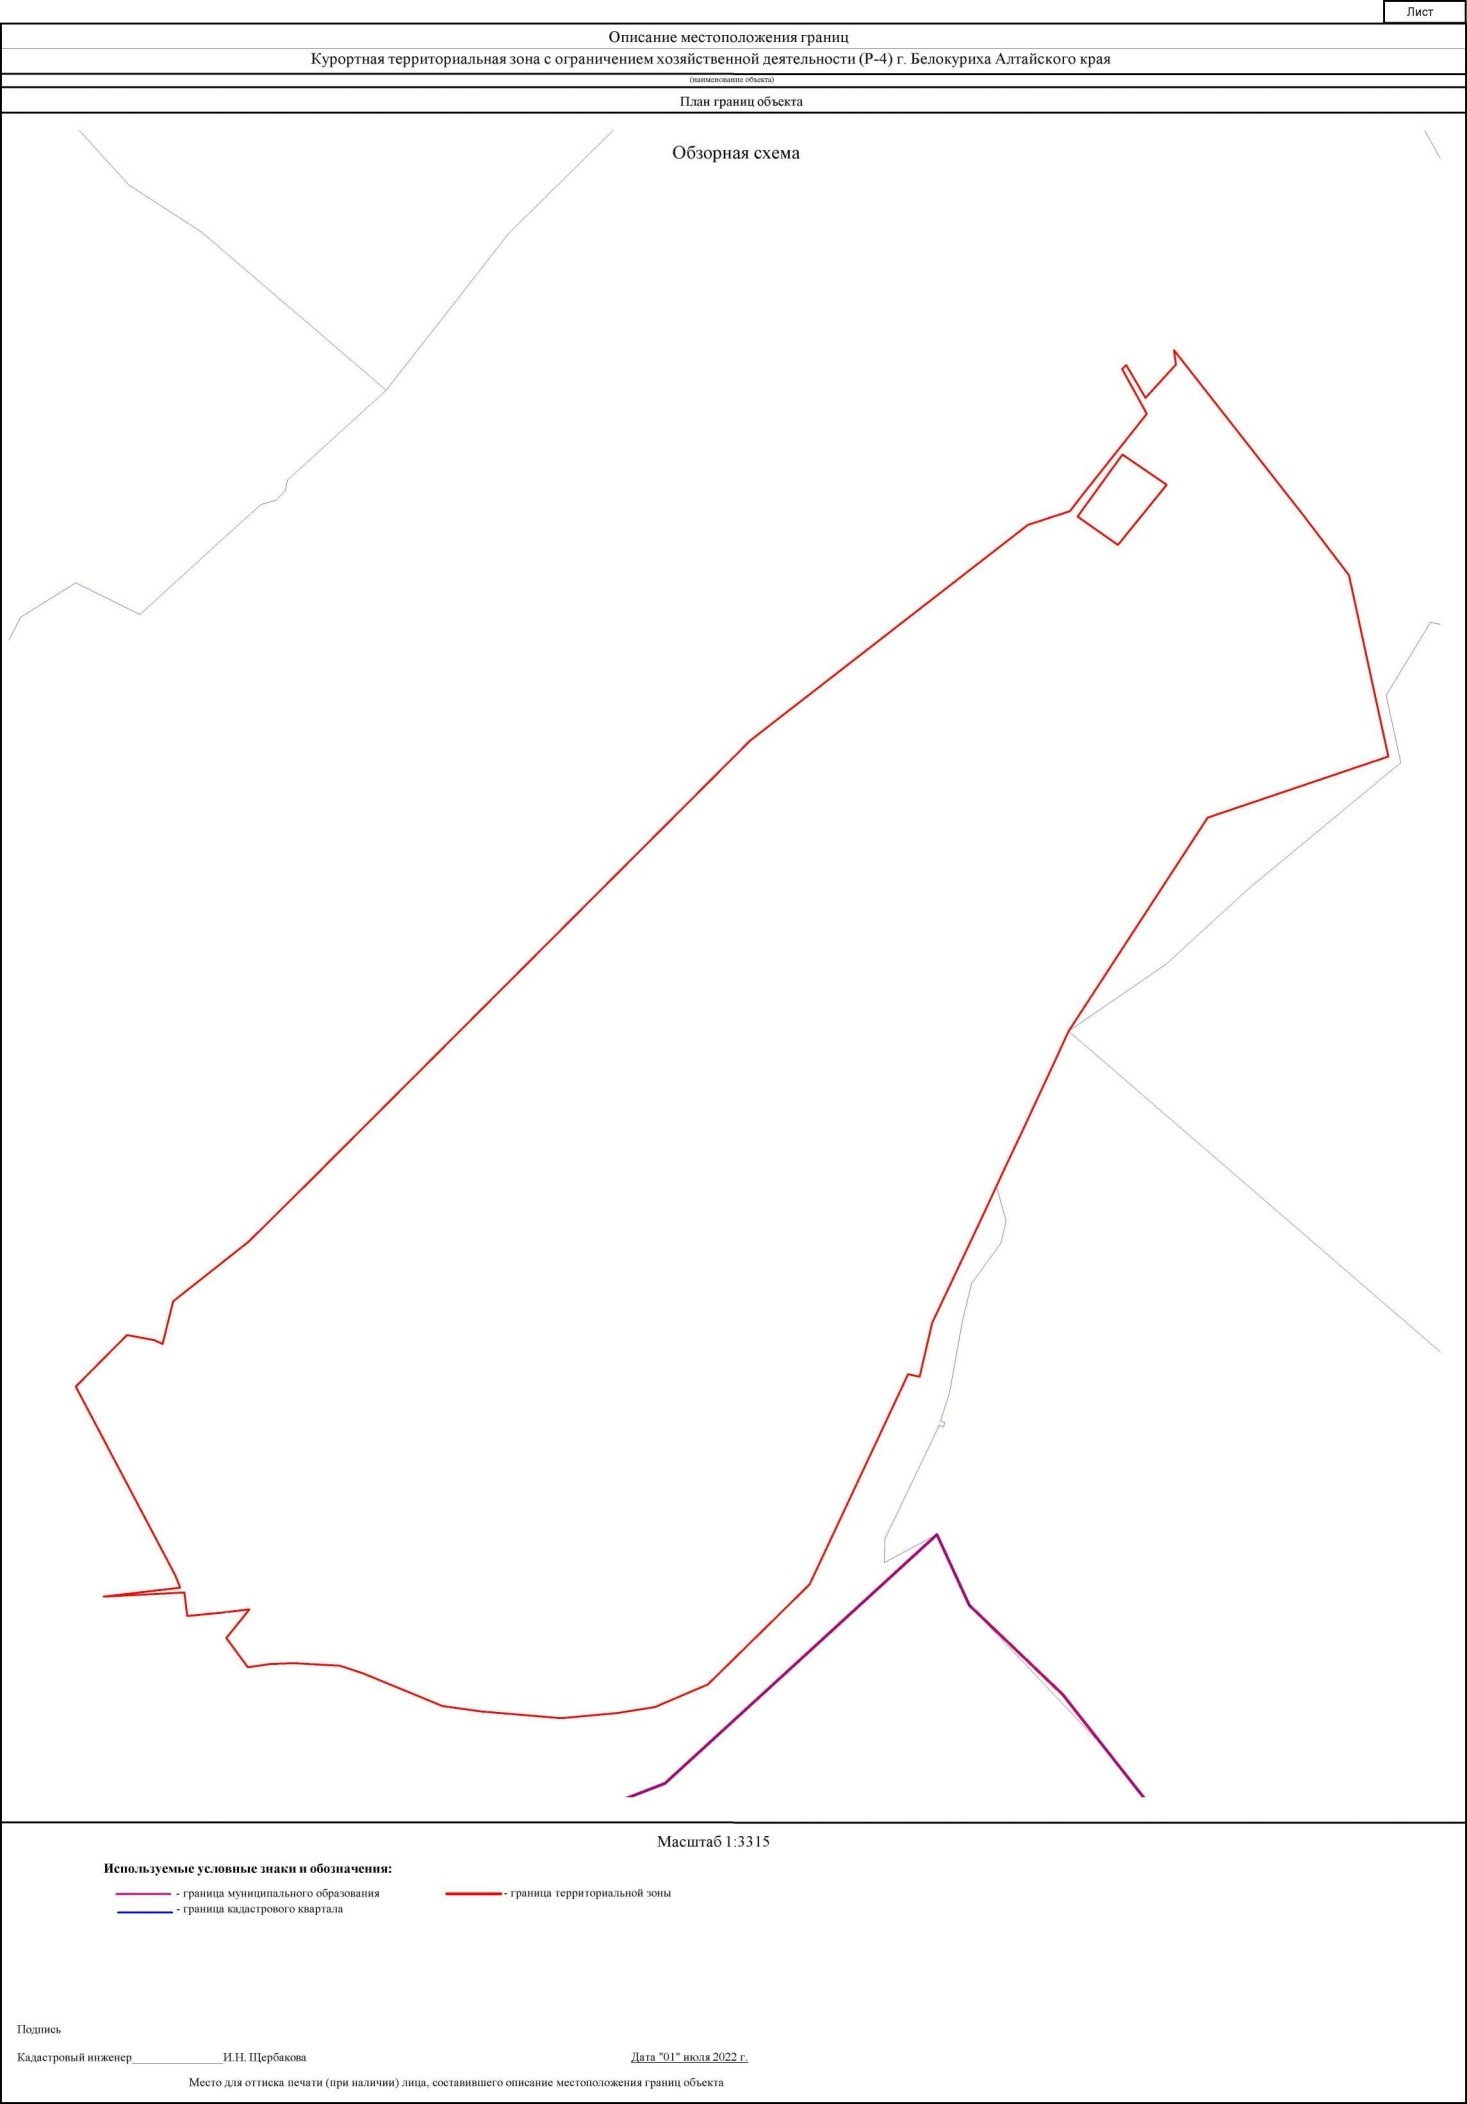 Лист
Описание местоположения границ
Курортная территориальная зона с ограничением хозяйственной деятельности (Р-4) г. Белокуриха Алтайского края
(наименование объекта)
План границ объекта
Обзорная схема
Масштаб 1:3315
Используемые условные знаки и обозначения:
- граница муниципального образования
- граница территориальной зоны
- граница кадастрового квартала
Подпись
Кадастровый инженер_______________И.Н. Щербакова
Дата "01" июля 2022 г.
Место для оттиска печати (при наличии) лица, составившего описание местоположения границ объекта